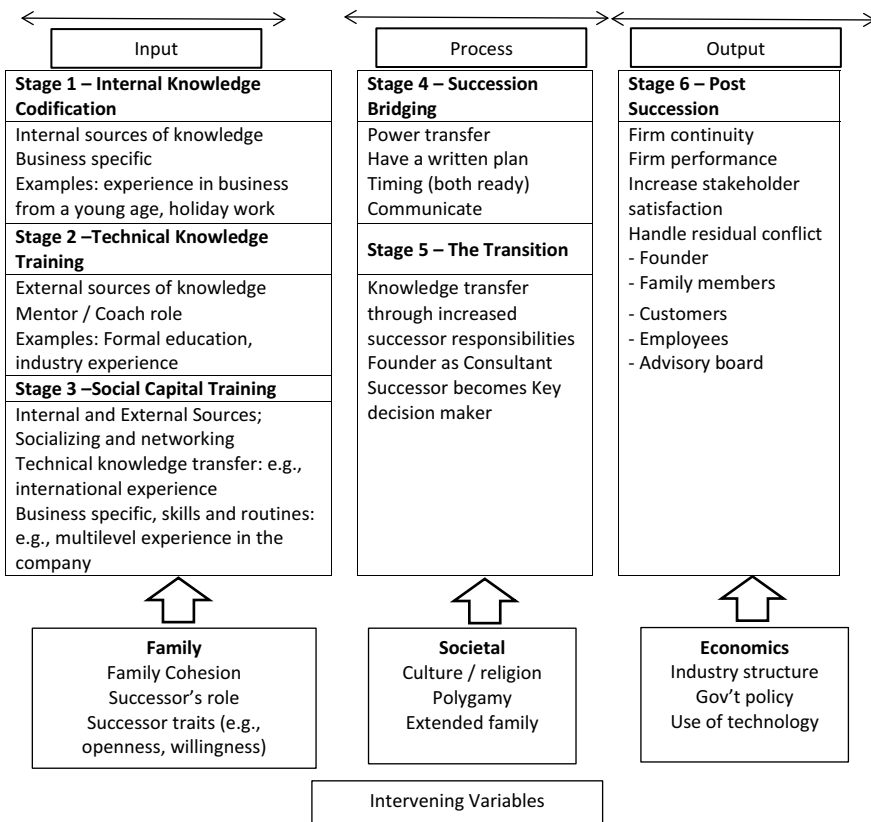 Input
Stage 1 – Internal Knowledge
Codification
Internal sources of knowledge
Business specific
Examples: experience in business
from a young age, holiday work
Stage 2 –Technical Knowledge
Training
External sources of knowledge
Mentor / Coach role
Examples: Formal education,
industry experience
Stage 3 –Social Capital Training
Internal and External Sources;
Socializing and networking
Technical knowledge transfer: e.g.,
international experience
Business specific, skills and routines:
e.g., multilevel experience in the
company
Process
Stage 4 – Succession
Bridging
Power transfer
Have a written plan
Timing (both ready)
Communicate
Stage 5 – The Transition
Knowledge transfer
through increased
successor responsibilities
Founder as Consultant
Successor becomes Key
decision maker
Output
Stage 6 – Post
Succession
Firm continuity
Firm performance
Increase stakeholder
satisfaction
Handle residual conflict
- Founder
- Family members
- Customers
- Employees
- Advisory board
Family
Family Cohesion
Successor’s role
Successor traits (e.g.,
openness, willingness)
Societal
Culture / religion
Polygamy
Extended family
Economics
Industry structure
Gov’t policy
Use of technology
Intervening Variables